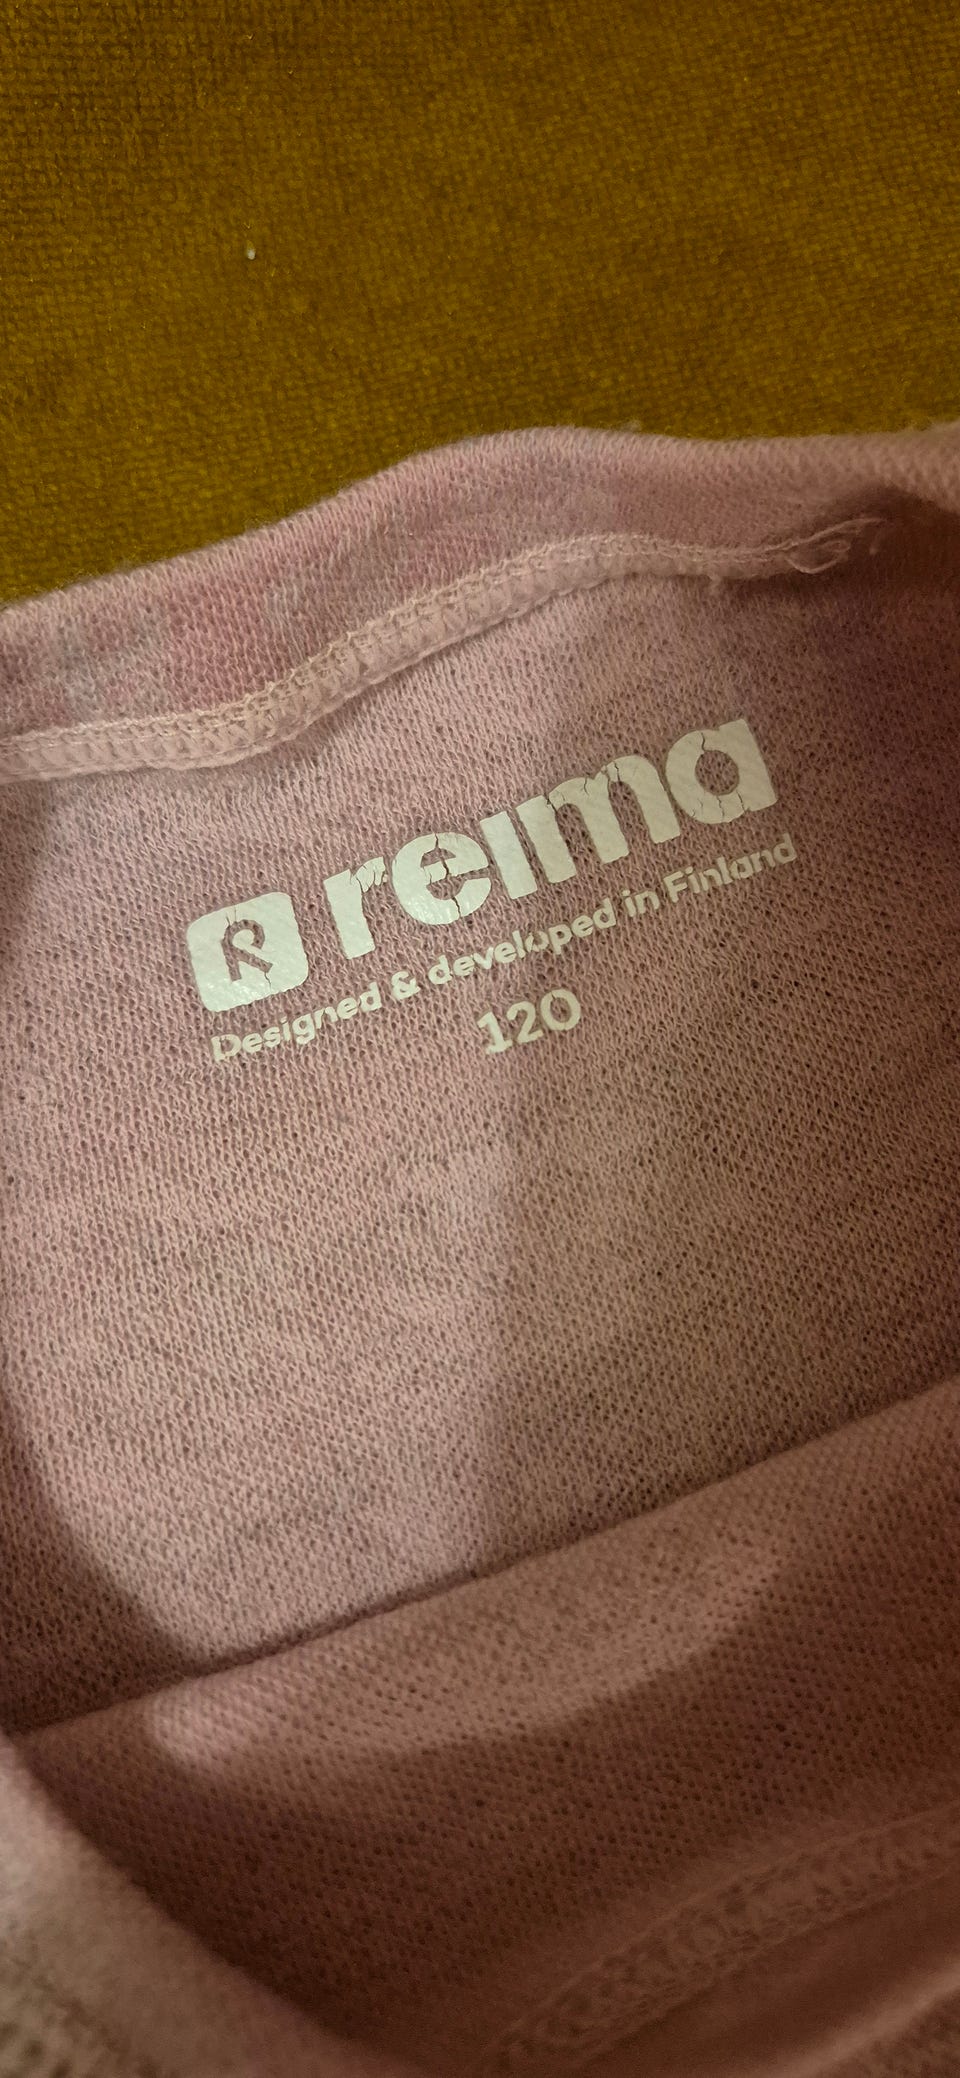 R reima
Designed & developed in Finland
120